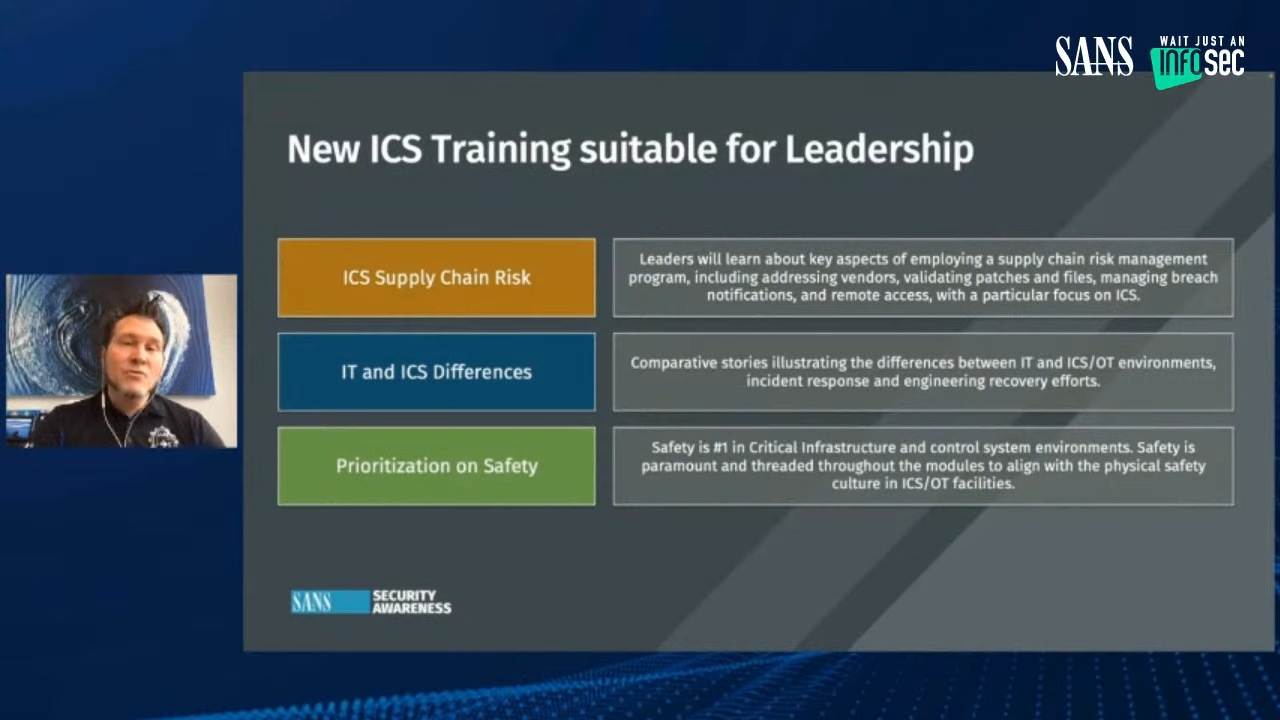 SANS
WAIT JUST AN
INFOSEC
New ICS Training suitable for Leadership
ICS Supply Chain Risk
Leaders will learn about key aspects of employing a supply chain risk management
program, including addressing vendors, validating patches and files, managing breach
notifications, and remote access, with a particular focus on ICS.
IT and ICS Differences
Comparative stories illustrating the differences between IT and ICS/OT environments,
incident response and engineering recovery efforts.
Prioritization on Safety
Safety is #1 in Critical Infrastructure and control system environments. Safety is
paramount and threaded throughout the modules to align with the physical safety
culture in ICS/OT facilities.
SANS
SECURITY
AWARENESS